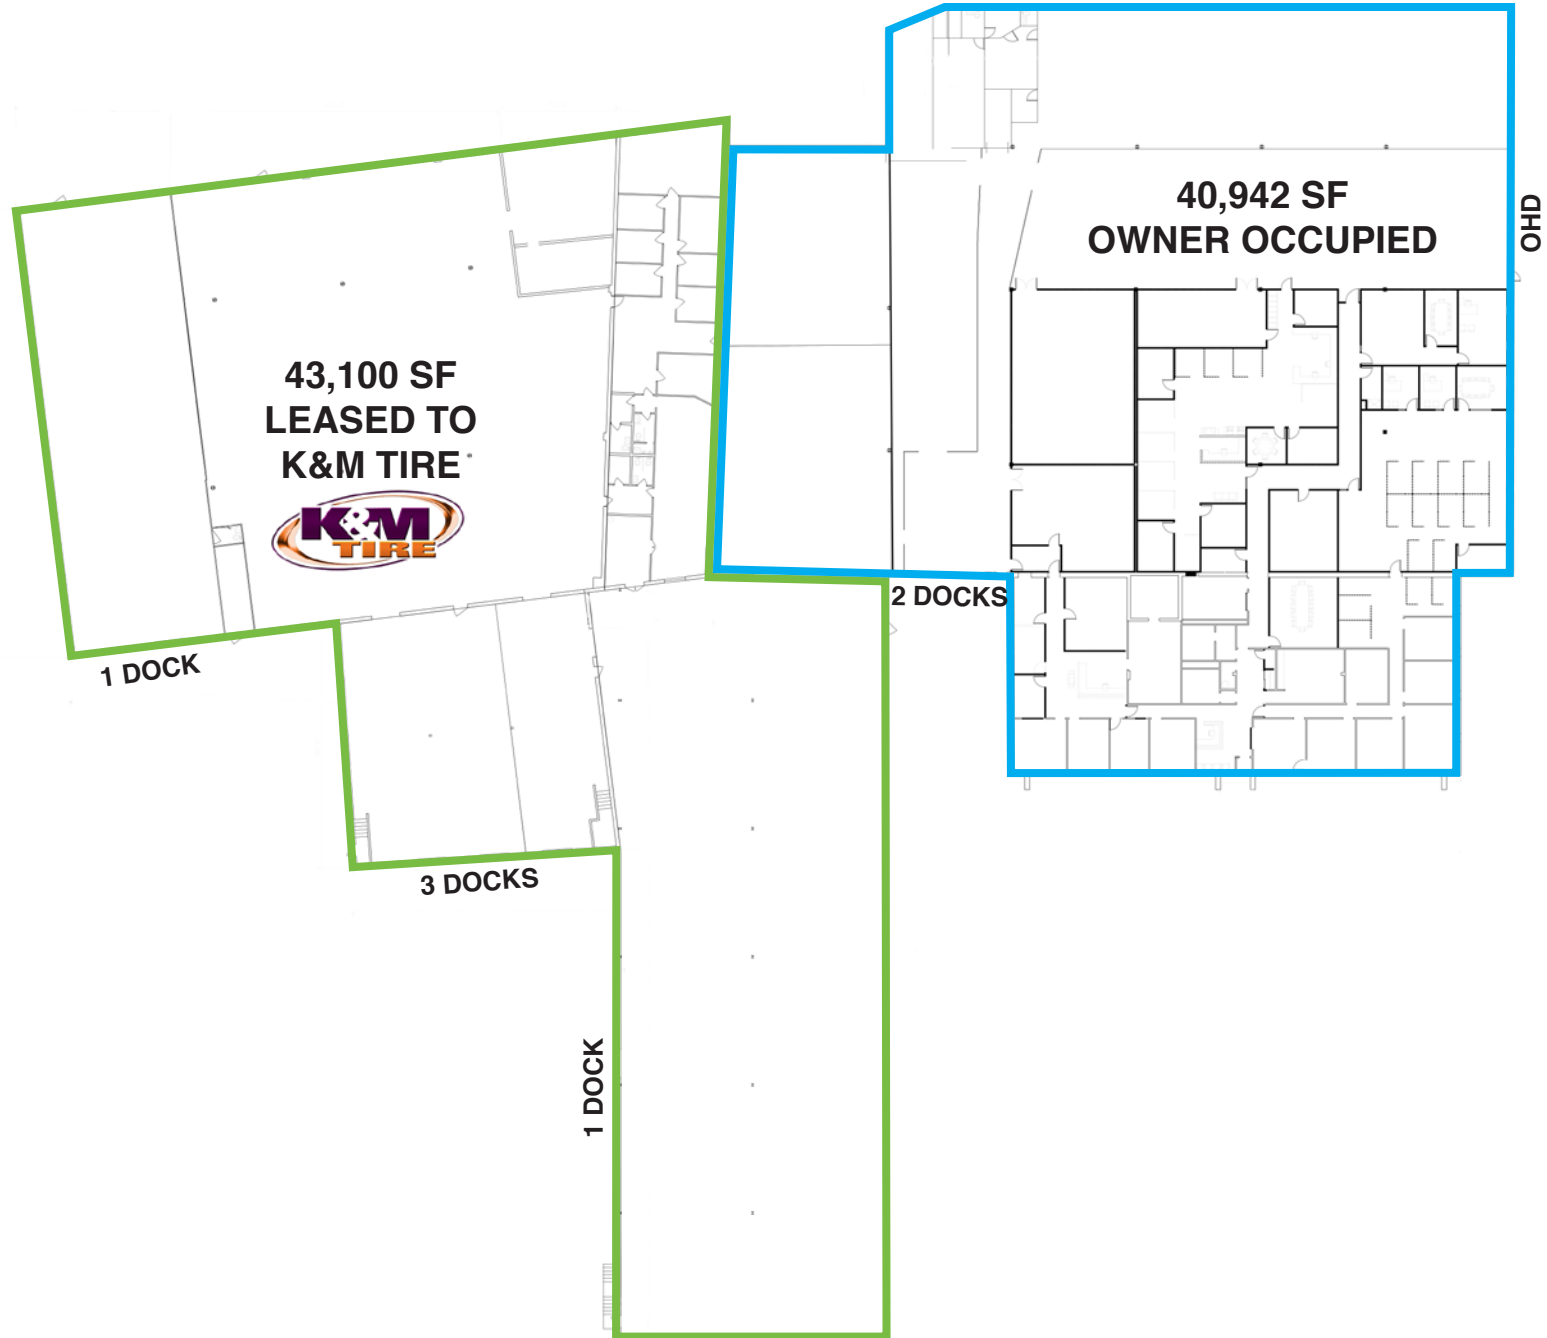 40,942 SF
OWNER OCCUPIED
OHD
43,100 SF
LEASED TO
K&M TIRE
K&M
TIRE
2 DOCKS
1 DOCK
3 DOCKS
1 DOCK